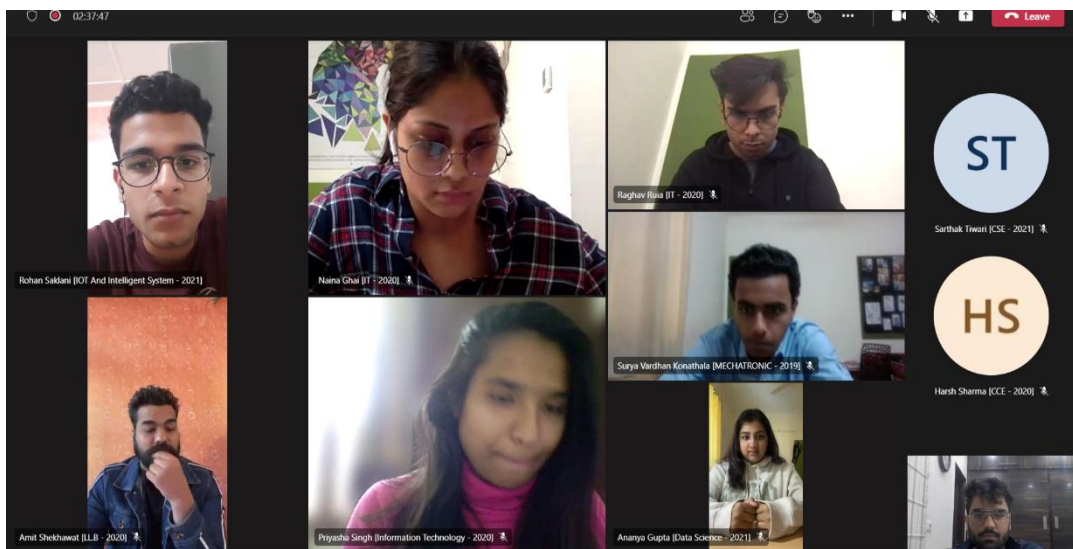 02:37:47
Leave
Rohan Saklani [IOT And Intelligent System - 2021]
Naina Ghai [IT - 2020]
Raghav Ruia [IT - 2020]
ST
Sarthak Tiwari [CSE - 2021]
Surya Vardhan Konathala [MECHATRONIC - 2019]
HS
Harsh Sharma [CCE - 2020]
Amit Shekhawat [LL.B - 2020]
Priyasha Singh [Information Technology - 2020]
Ananya Gupta [Data Science - 2021]